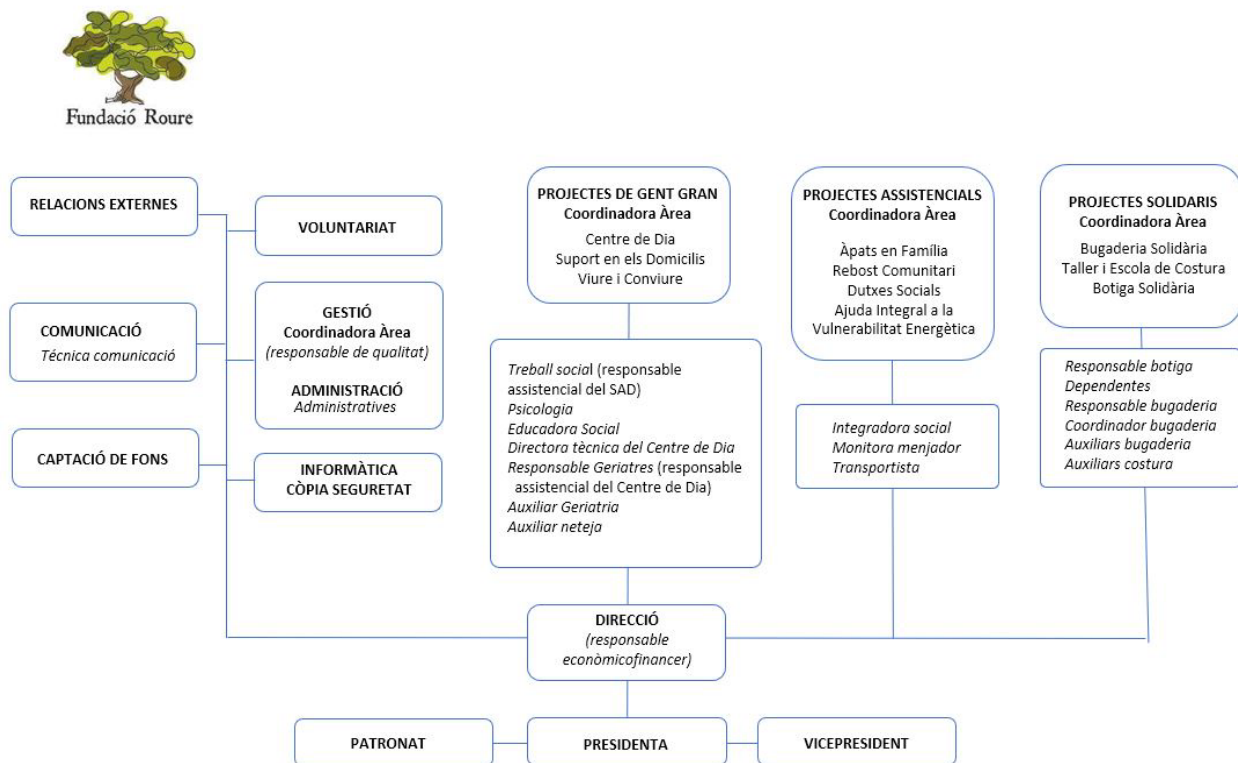 Fundació Roure
RELACIONS EXTERNES
VOLUNTARIAT
COMUNICACIÓ
Técnica comunicació
GESTIÓ
Coordinadora Àrea
(responsable de qualitat)
ADMINISTRACIÓ
Administratives
CAPTACIÓ DE FONS
INFORMÀTICA
CÒPIA SEGURETAT
PROJECTES DE GENT GRAN
Coordinadora Àrea
Centre de Dia
Suport en els Domicilis
Viure i Conviure
Treball social (responsable
assistencial del SAD)
Psicologia
Educadora Social
Directora tècnica del Centre de Dia
Responsable Geriatres (responsable
assistencial del Centre de Dia)
Auxiliar Geriatria
Auxiliar neteja
PROJECTES ASSISTENCIALS
Coordinadora Àrea
Àpats en Família
Rebost Comunitari
Dutxes Socials
Ajuda Integral a la
Vulnerabilitat Energètica
Integradora social
Monitora menjador
Transportista
PROJECTES SOLIDARIS
Coordinadora Àrea
Bugaderia Solidària
Taller i Escola de Costura
Botiga Solidària
Responsable botiga
Dependentes
Responsable bugaderia
Coordinador bugaderia
Auxiliars bugaderia
Auxiliars costura
DIRECCIÓ
(responsable
econòmicofinancer)
PATRONAT
PRESIDENTA
VICEPRESIDENT